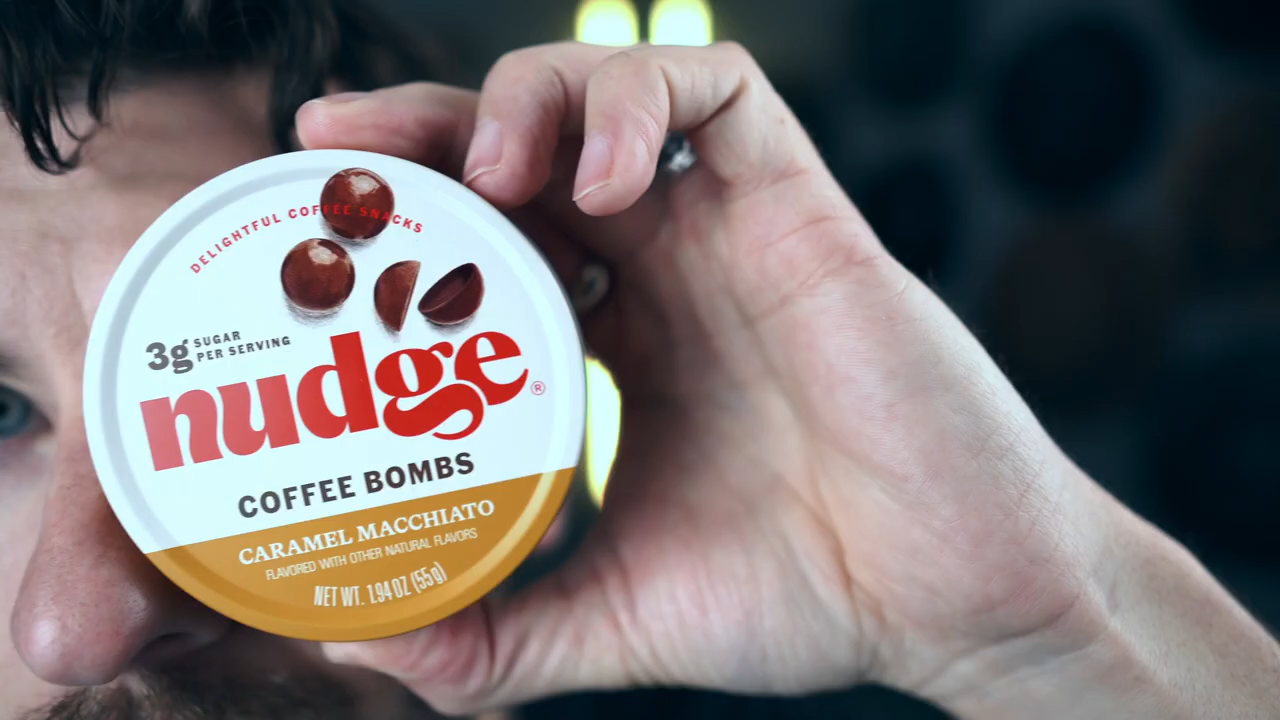 DELIGHTFUL COFFEE SNACKS
3g SUGAR
PER SERVING
nudge®
COFFEE BOMBS
CARAMEL MACCHIATO
FLAVORED WITH OTHER NATURAL FLAVORS
NET WT. 1.94 OZ (55g)